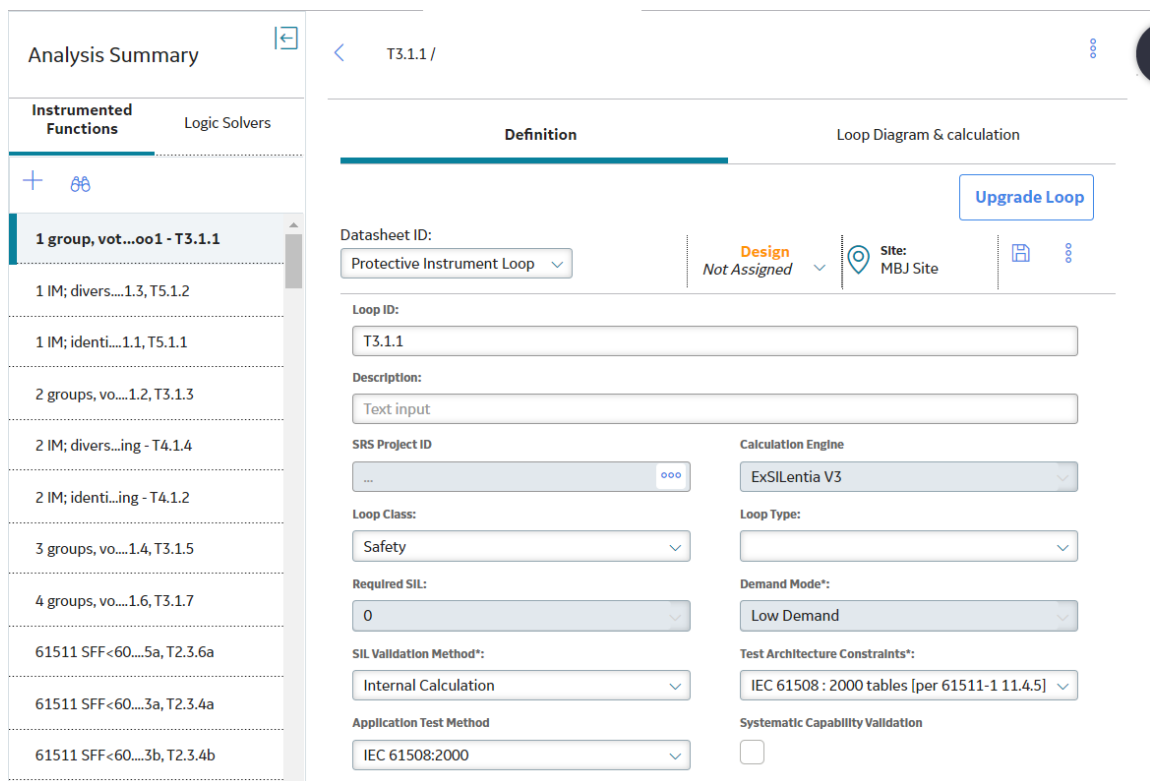 Analysis Summary
Instrumented
Functions
Logic Solvers
1 group, vot...oo1 - T3.1.1
1 IM; divers....1.3, T5.1.2
1 IM; identi....1.1, T5.1.1
2 groups, vo....1.2, T3.1.3
2 IM; divers...ing - T4.1.4
2 IM; identi...ing - T4.1.2
3 groups, vo....1.4, T3.1.5
4 groups, vo....1.6, T3.1.7
61511 SFF<60....5a, T2.3.6a
61511 SFF<60....3a, T2.3.4a
61511 SFF<60....3b, T2.3.4b
T3.1.1 /
Definition
Loop Diagram & calculation
Upgrade Loop
Datasheet ID:
Protective Instrument Loop
Design
Not Assigned
Site:
MBJ Site
Loop ID:
T3.1.1
Description:
Text input
SRS Project ID
...
Calculation Engine
ExSILentia V3
Loop Class:
Safety
Loop Type:
Required SIL:
0
Demand Mode*:
Low Demand
SIL Validation Method*:
Internal Calculation
Test Architecture Constraints*:
IEC 61508 : 2000 tables [per 61511-1 11.4.5]
Application Test Method
IEC 61508:2000
Systematic Capability Validation